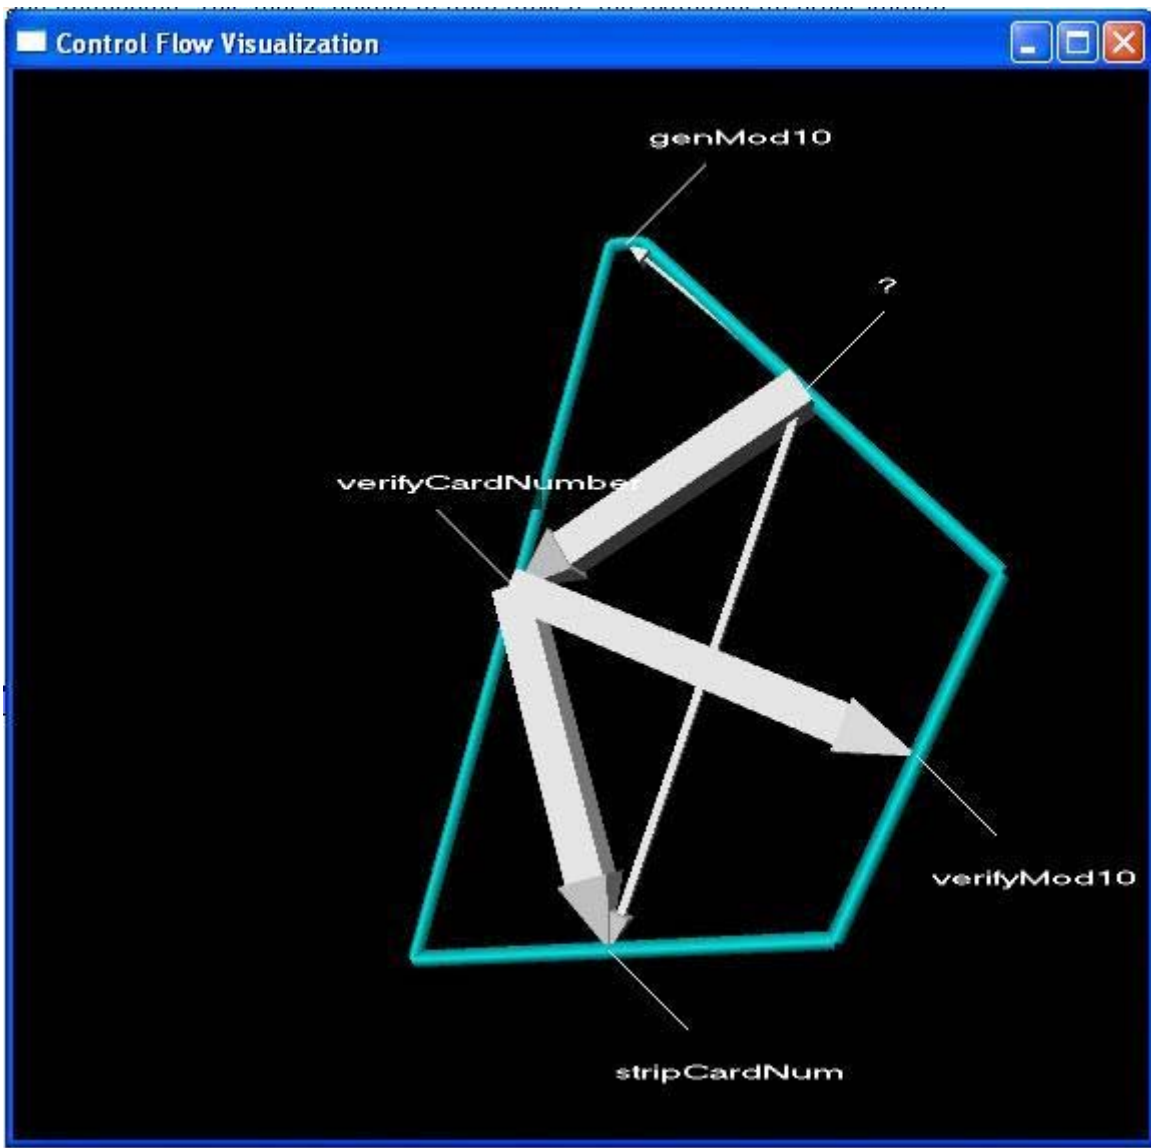 Control Flow Visualization
genMod10
?
verifyCardNumber
verifyMod10
stripCardNum